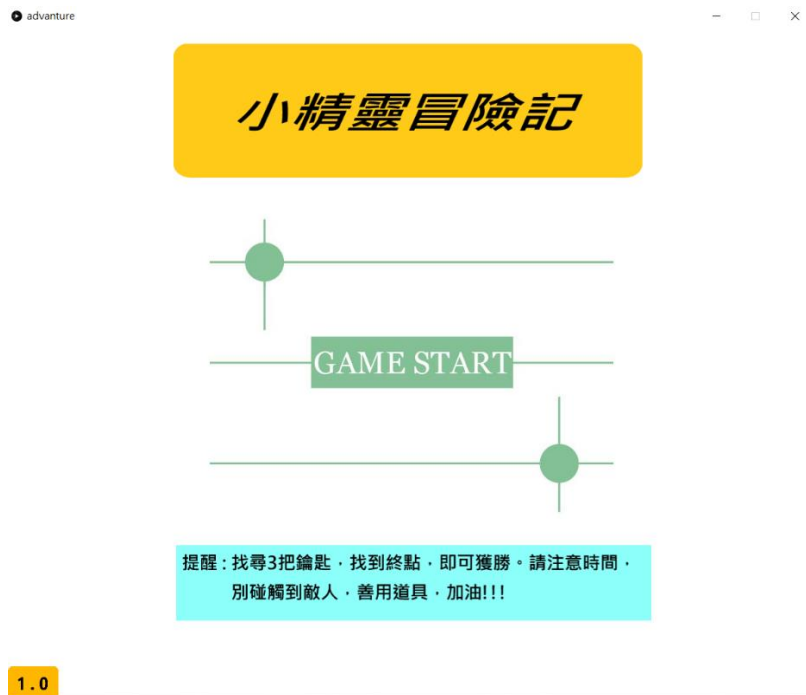 advanture
小精靈冒險記
GAME START
提醒：找尋3把鑰匙，找到終點，即可獲勝。請注意時間，
別碰觸到敵人，善用道具，加油!!!
1.0